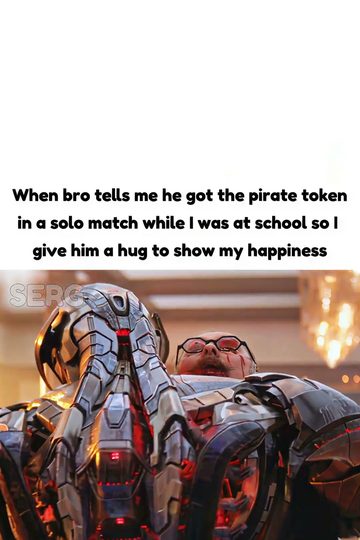 When bro tells me he got the pirate token
in a solo match while I was at school so I
give him a hug to show my happiness
SERG